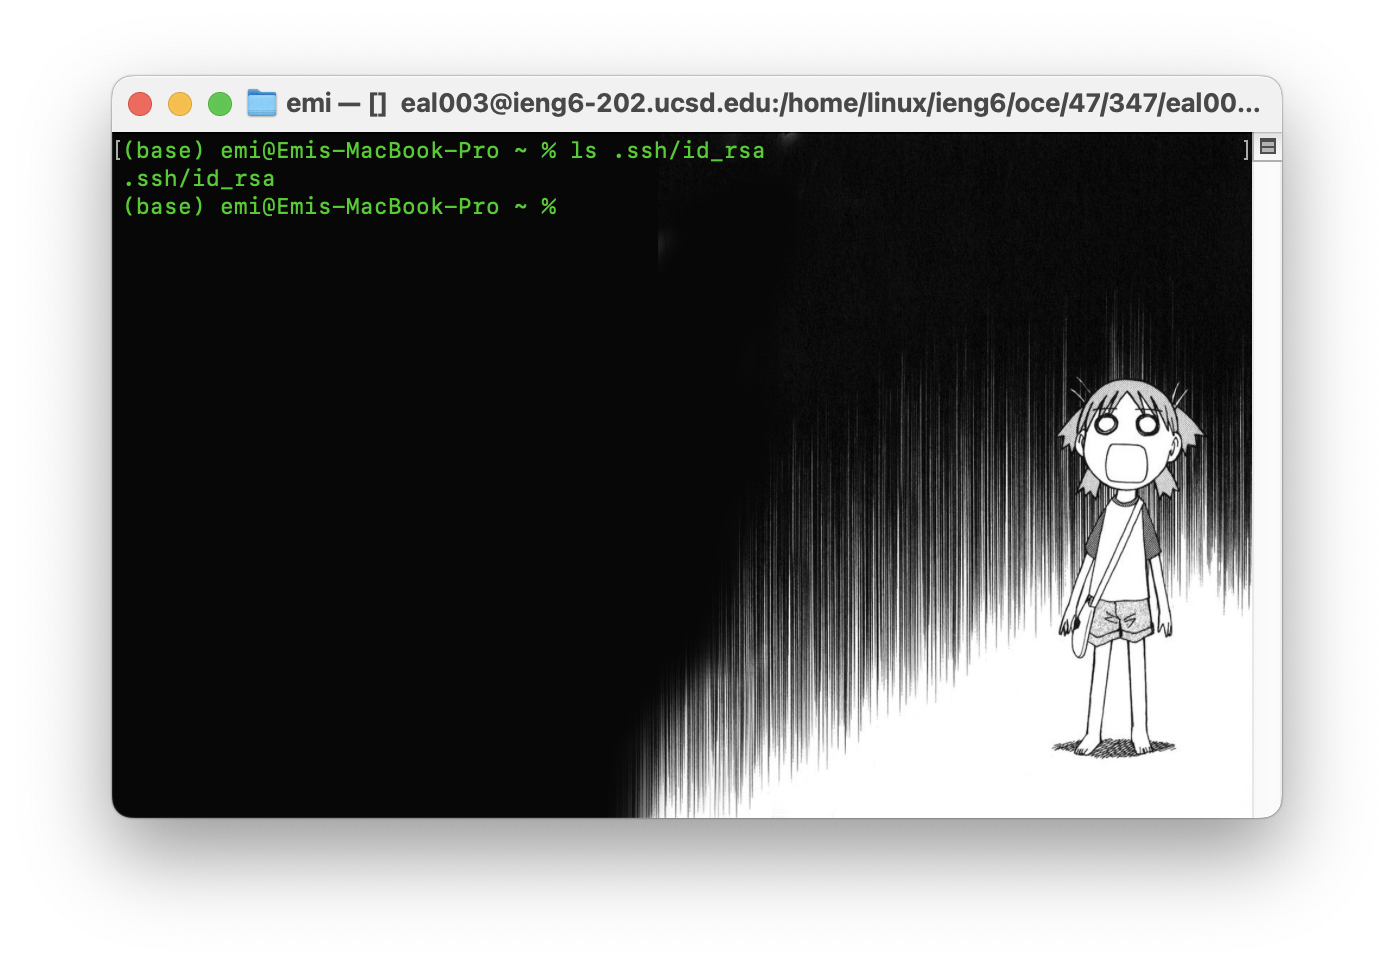 emi — [] eal003@ieng6-202.ucsd.edu:/home/linux/ieng6/oce/47/347/eal00...
[(base) emi@Emis-MacBook-Pro ~ % ls .ssh/id_rsa ]
.ssh/id_rsa
(base) emi@Emis-MacBook-Pro ~ %